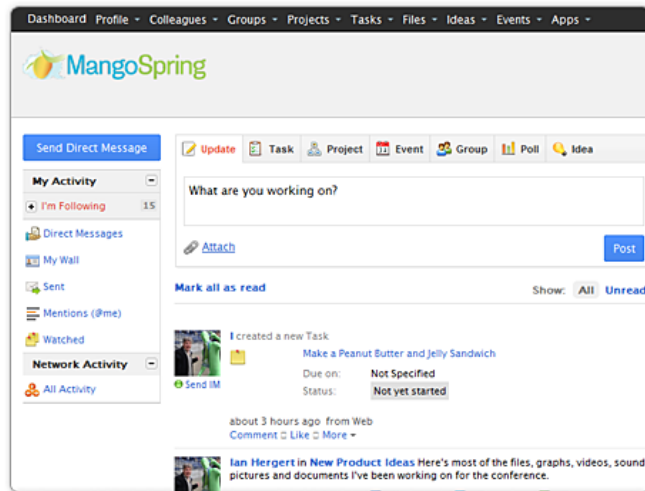 Dashboard Profile Colleagues Groups Projects Tasks Files Ideas Events Apps
MangoSpring
Send Direct Message
My Activity
I'm Following 15
Direct Messages
My Wall
Sent
Mentions (@me)
Watched
Network Activity
All Activity
Update Task Project Event Group Poll Idea
What are you working on?
Attach
Post
Mark all as read
Show: All Unread
I created a new Task
Make a Peanut Butter and Jelly Sandwich
Due on: Not Specified
Status: Not yet started
Send IM
about 3 hours ago from Web
Comment Like More
Ian Hergert in New Product Ideas Here's most of the files, graphs, videos, sound
pictures and documents I've been working on for the conference.